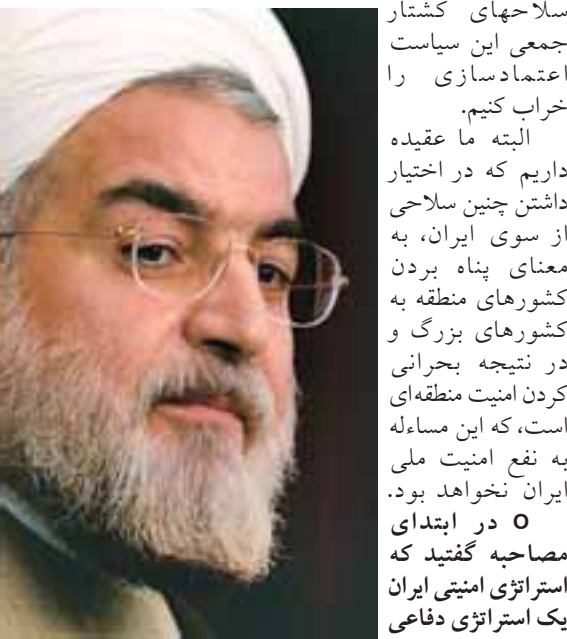 سلاحهای کشتار
جمعی این سیاست
اعتمادسازی را
خراب کنیم.
البته ما عقیده
داریم که در اختیار
داشتن چنین سلاحی
از سوی ایران، به
معنای پناه بردن
کشورهای منطقه به
کشورهای بزرگ و
در نتیجه بحرانی
کردن امنیت منطقه‌ای
است، که این مساءله
به نفع امنیت ملی
ایران نخواهد بود.
o در ابتدای
مصاحبه گفتید که
استراتژی امنیتی ایران
یک استراتژی دفاعی